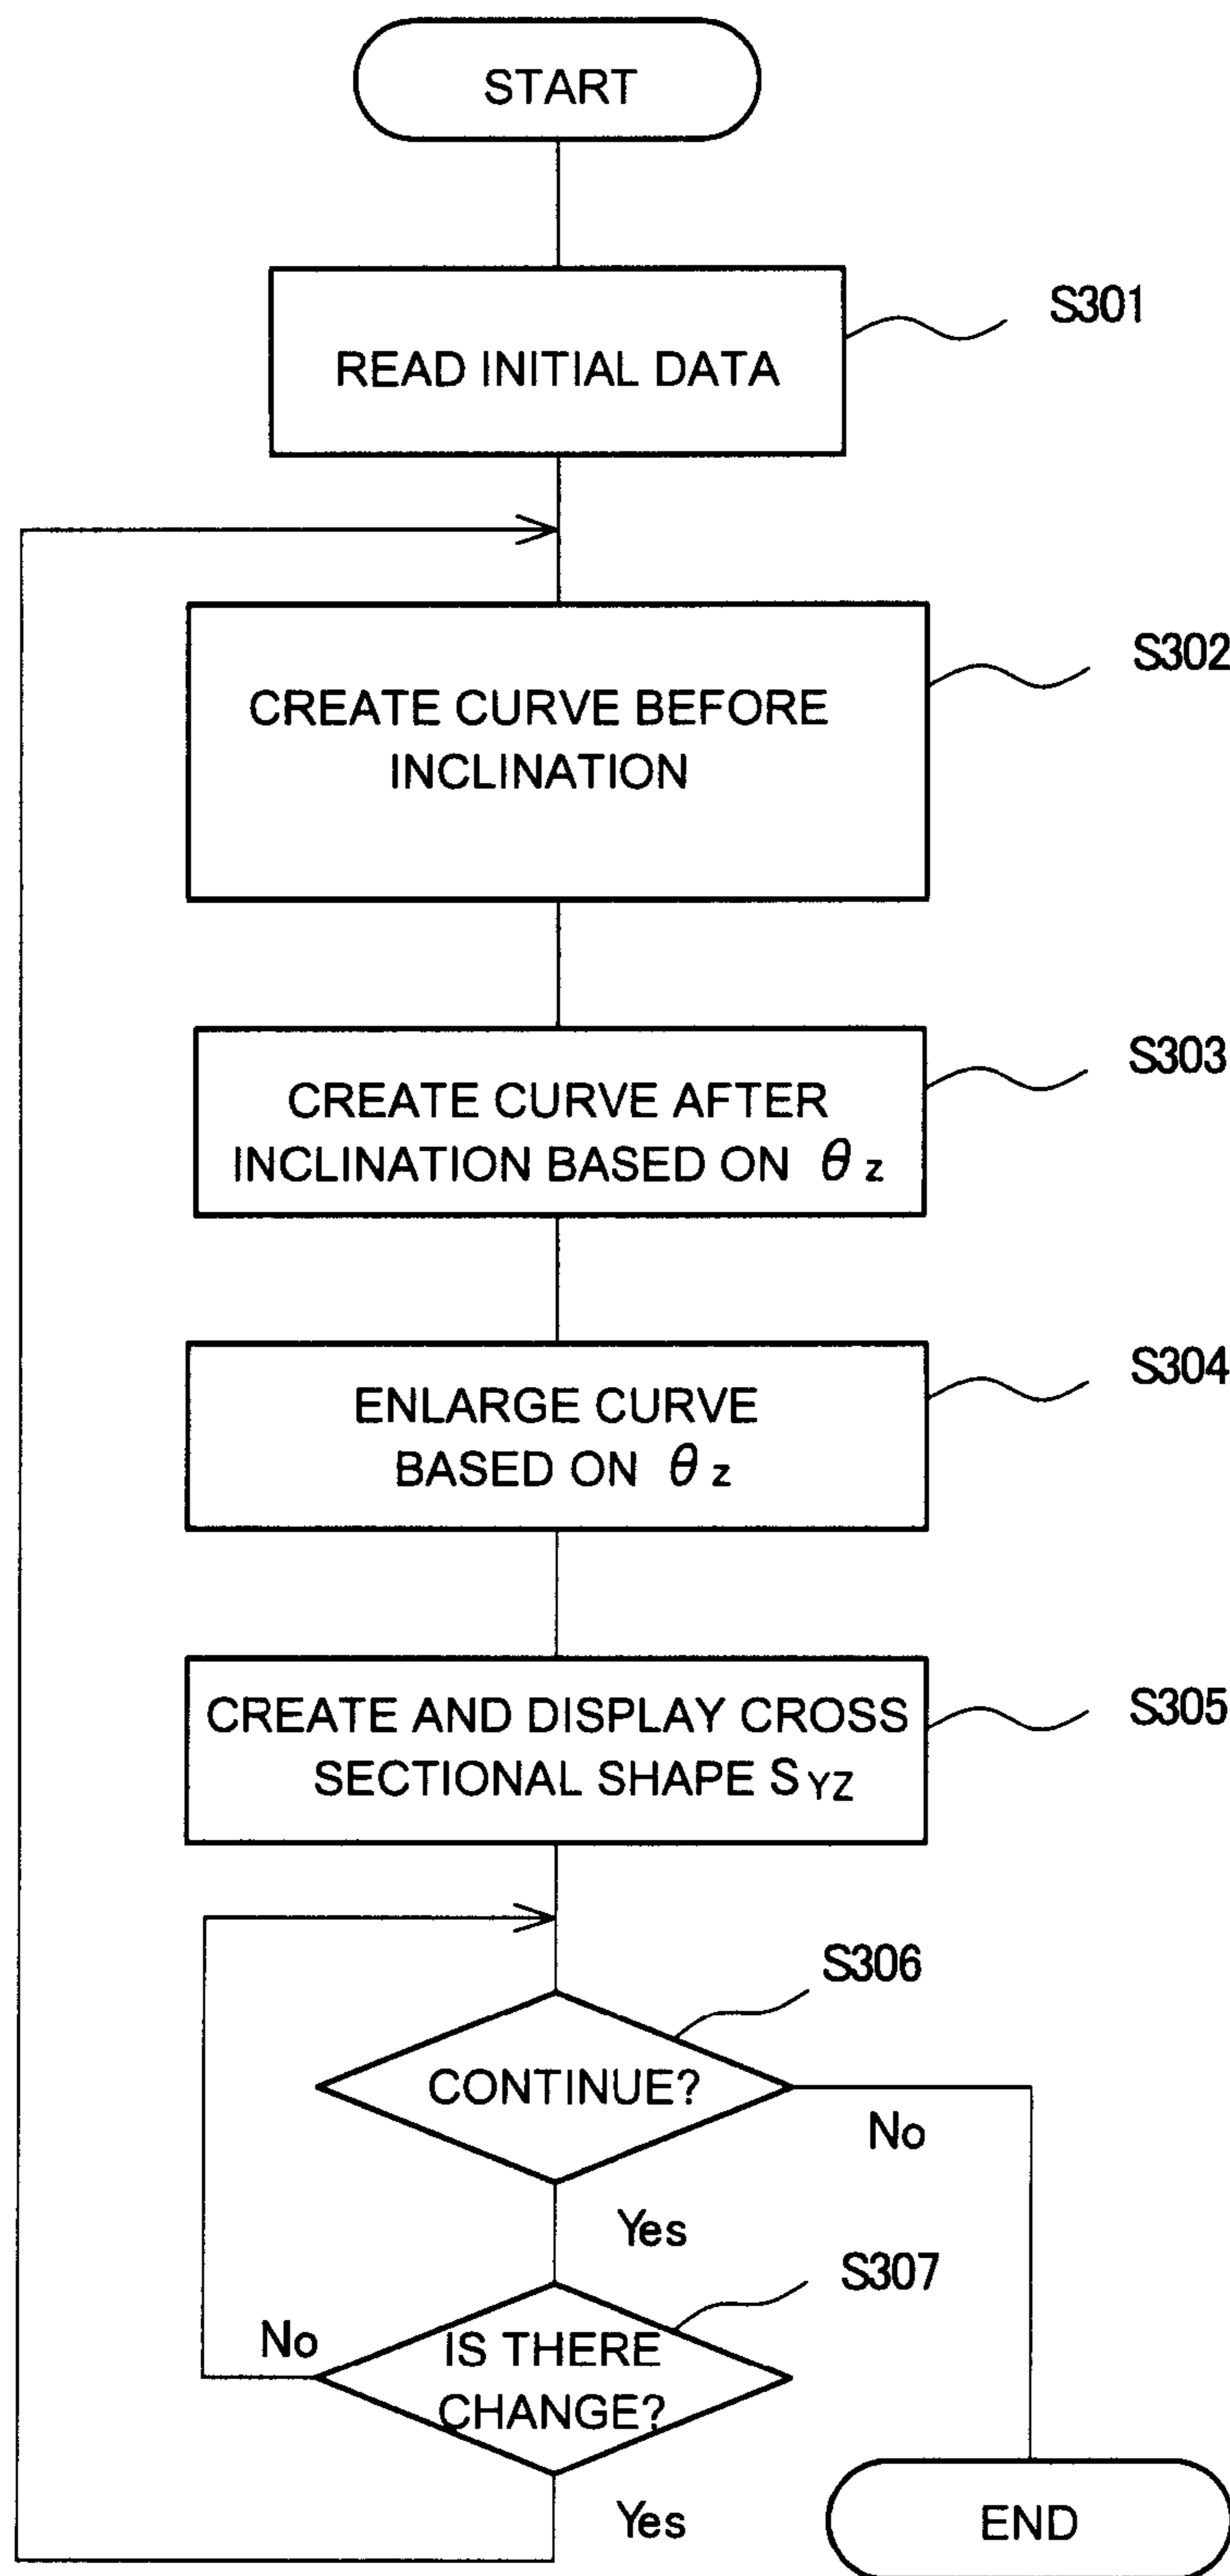 START
READ INITIAL DATA
S301
CREATE CURVE BEFORE
INCLINATION
S302
CREATE CURVE AFTER
INCLINATION BASED ON θz
S303
ENLARGE CURVE
BASED ON θz
S304
CREATE AND DISPLAY CROSS
SECTIONAL SHAPE SYZ
S305
S306
CONTINUE?
No
Yes
S307
No
IS THERE
CHANGE?
Yes
END